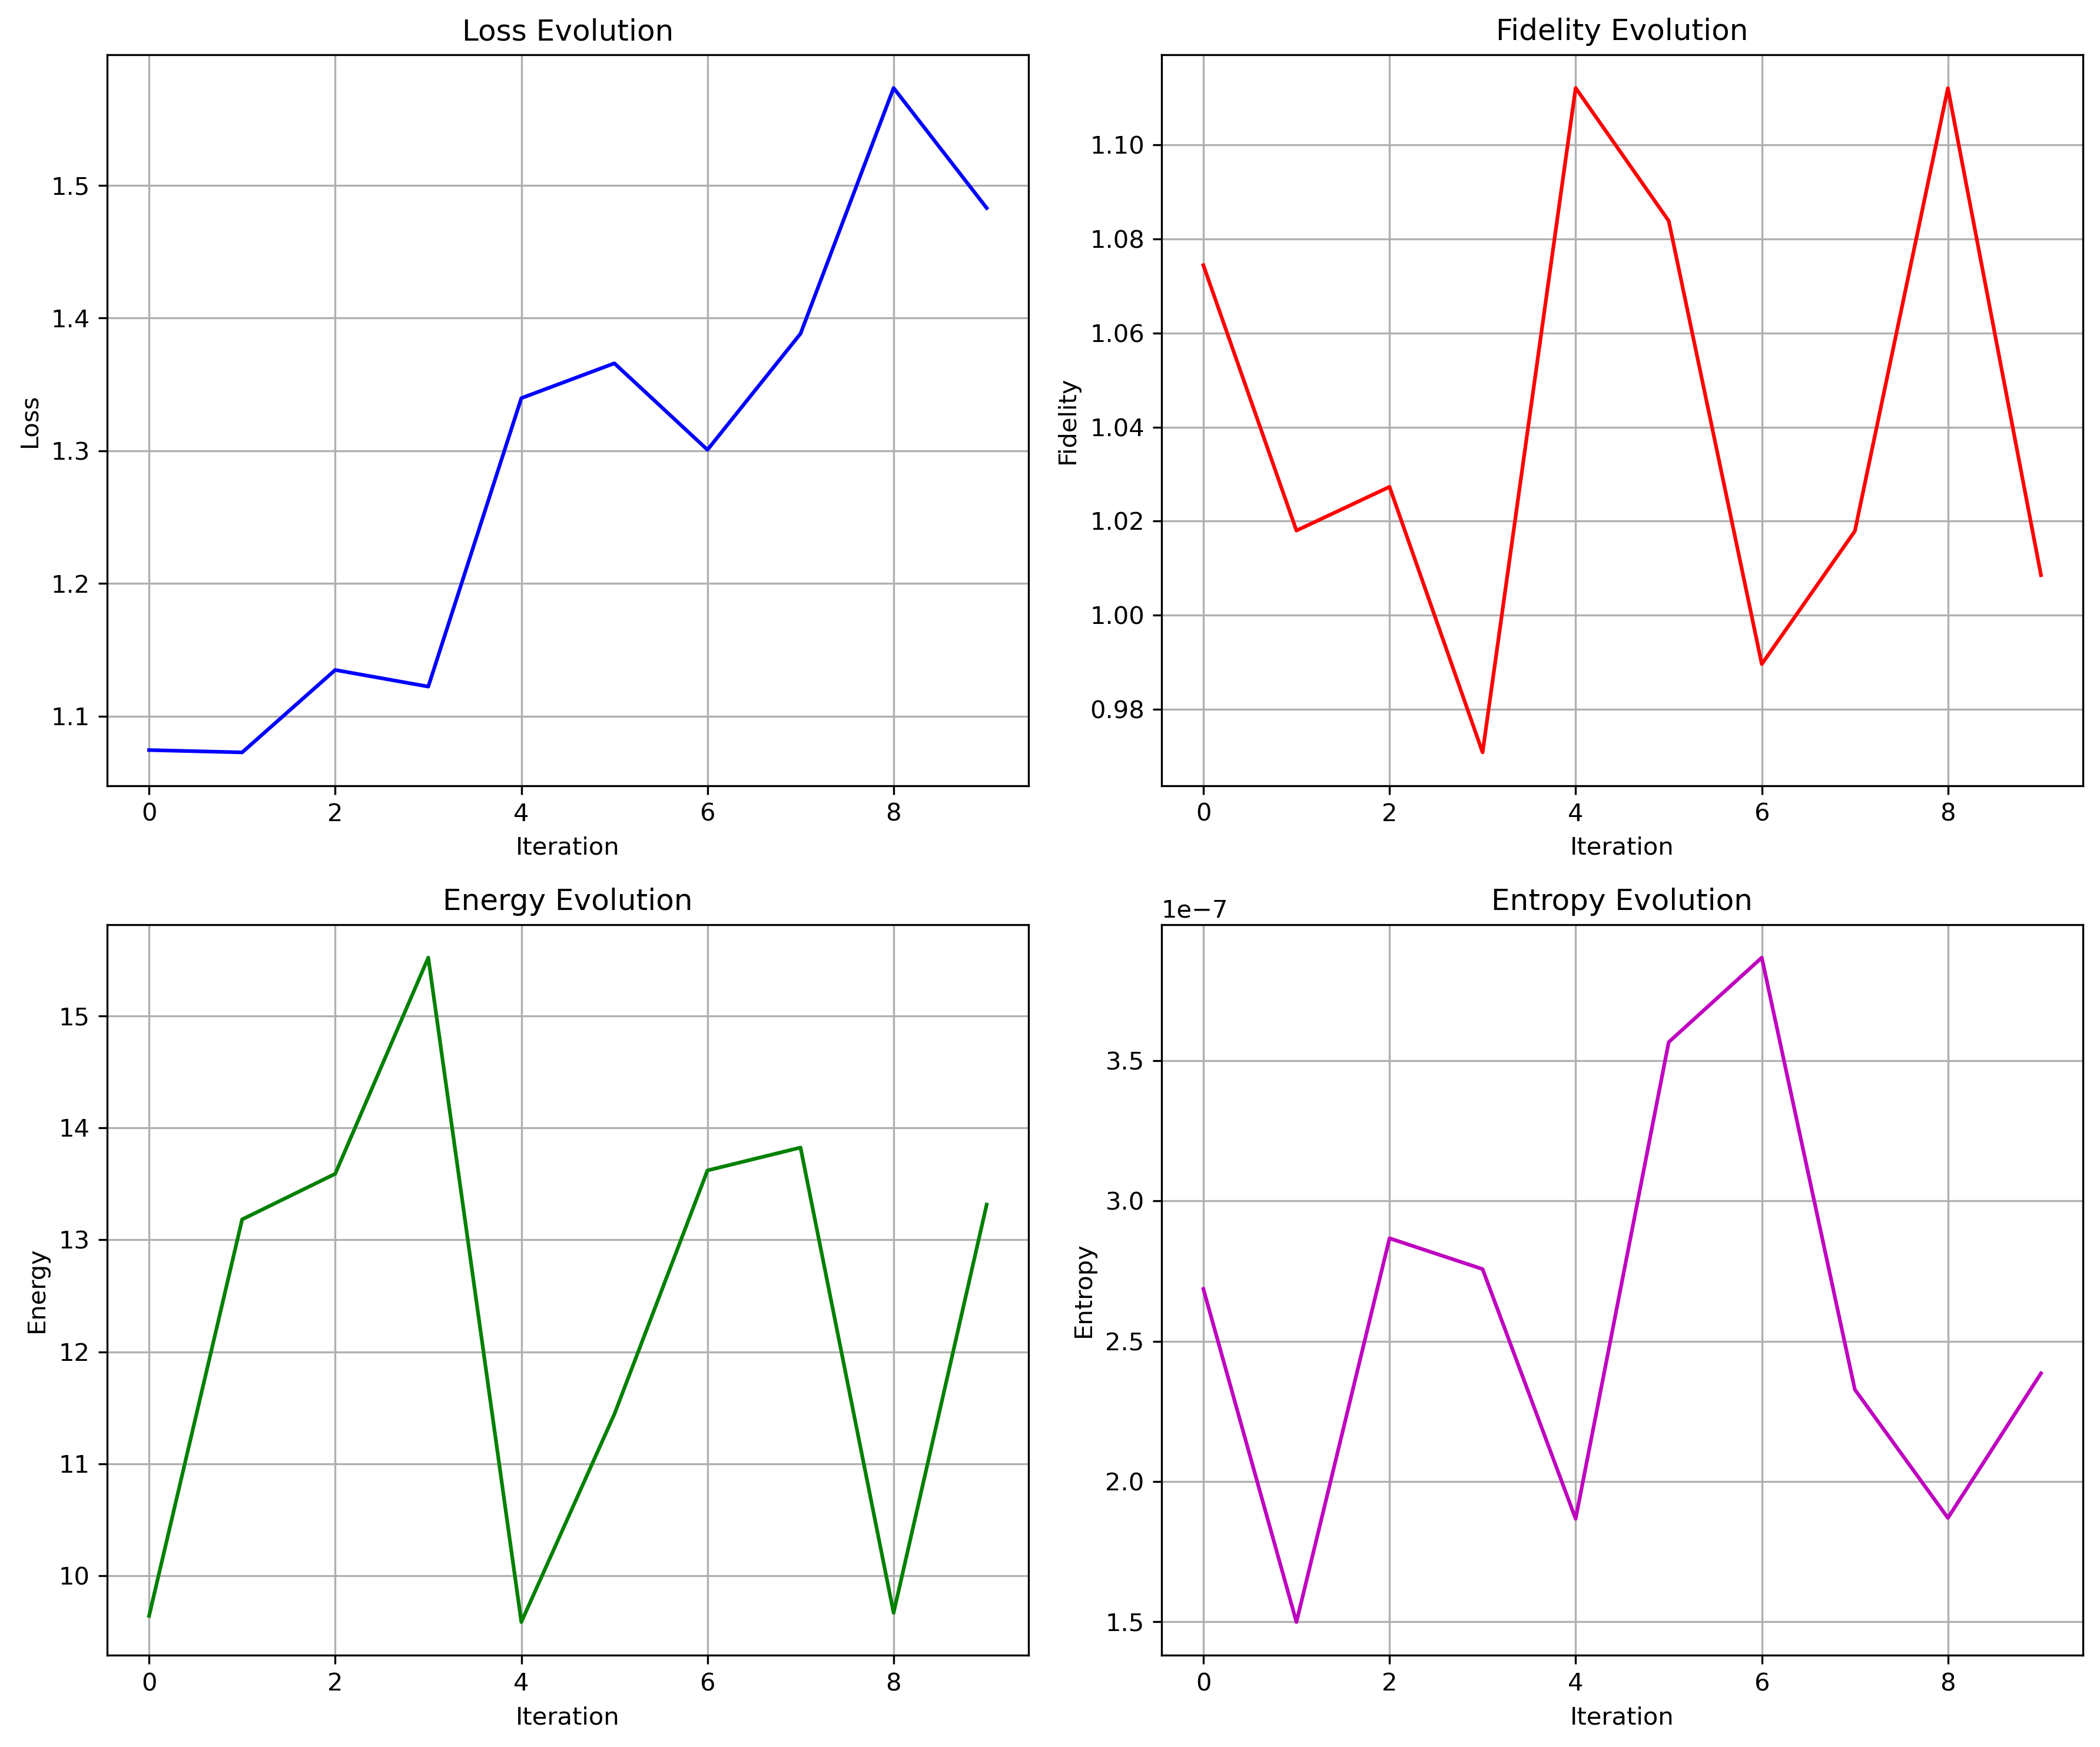 Loss Evolution
1.5
1.4
1.3
1.2
1.1
Loss
0 2 4 6 8
Iteration
Fidelity Evolution
1.10
1.08
1.06
1.04
1.02
1.00
0.98
Fidelity
0 2 4 6 8
Iteration
Energy Evolution
15
14
13
12
11
10
Energy
0 2 4 6 8
Iteration
Entropy Evolution
1e−7
3.5
3.0
2.5
2.0
1.5
Entropy
0 2 4 6 8
Iteration